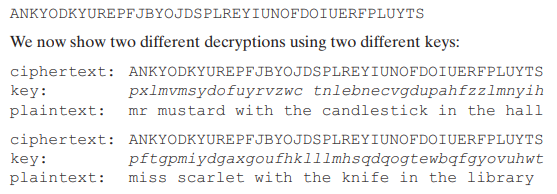 ANKYODKYUREPFJBYOJDSPLREYIUNOFDOIUERFPLUYTS
We now show two different decryptions using two different keys:
ciphertext: ANKYODKYUREPFJBYOJDSPLREYIUNOFDOIUERFPLUYTS
key: pxlmvmsydofuyrvzwc tnlebnecvgdupahfzzlmnyih
plaintext: mr mustard with the candlestick in the hall
ciphertext: ANKYODKYUREPFJBYOJDSPLREYIUNOFDOIUERFPLUYTS
key: pftgpmiydgaxgoufhklllmhsqdqogtewbqfgyovuhwt
plaintext: miss scarlet with the knife in the library